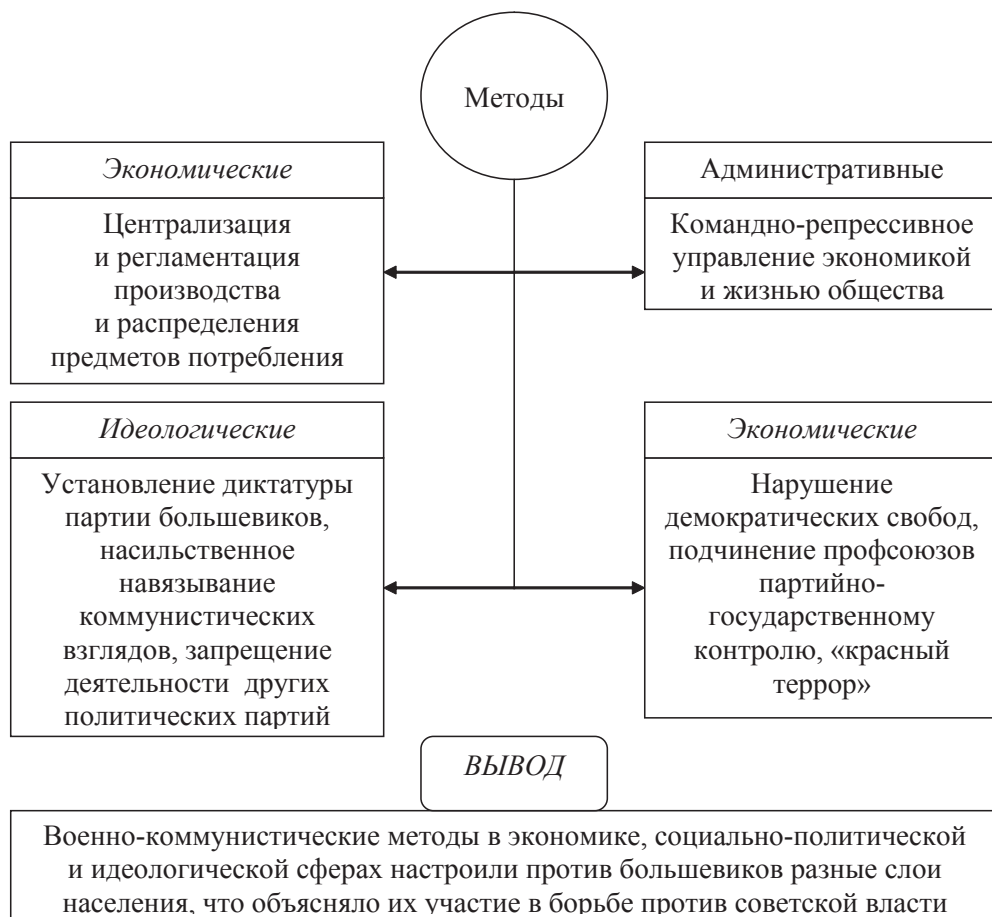 Методы
Экономические
Централизация
и регламентация
производства
и распределения
предметов потребления
Административные
Командно-репрессивное
управление экономикой
и жизнью общества
Идеологические
Установление диктатуры
партии большевиков,
насильственное
навязывание
коммунистических
взглядов, запрещение
деятельности других
политических партий
Экономические
Нарушение
демократических свобод,
подчинение профсоюзов
партийно-
государственному
контролю, «красный
террор»
ВЫВОД
Военно-коммунистические методы в экономике, социально-политической
и идеологической сферах настроили против большевиков разные слои
населения, что объясняло их участие в борьбе против советской власти